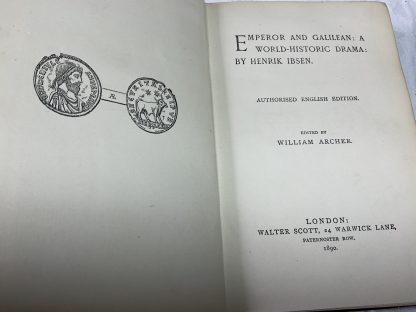 Æ.
EMPEROR AND GALILEAN: A
WORLD-HISTORIC DRAMA:
BY HENRIK IBSEN.
AUTHORISED ENGLISH EDITION.
EDITED BY
WILLIAM ARCHER.
LONDON:
WALTER SCOTT, 24 WARWICK LANE,
PATERNOSTER ROW,
1890.